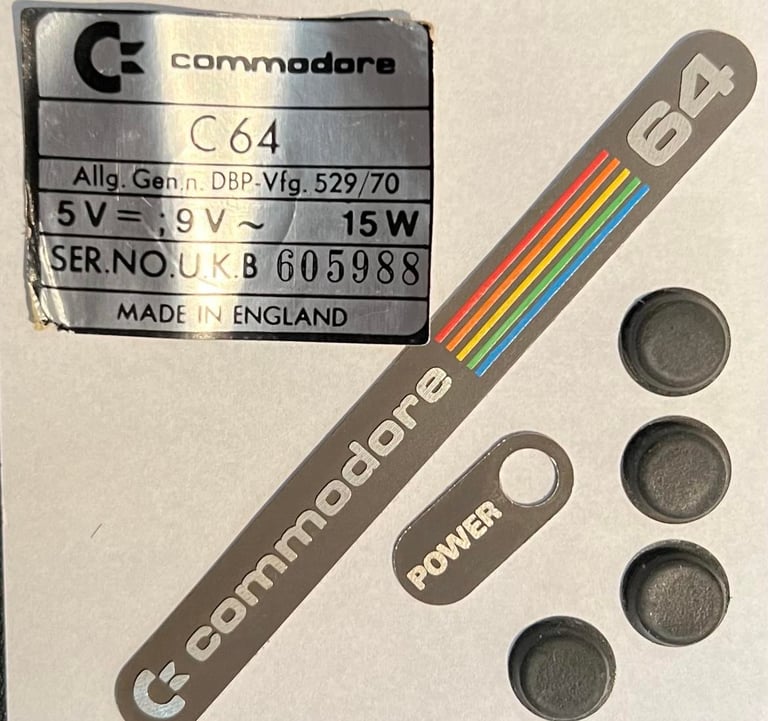 commodore
C 64
Allg. Gen.n. DBP-Vfg. 529/70
5 V = ; 9 V ~ 15 W
SER.NO.U.K.B 605988
MADE IN ENGLAND
commodore 64
POWER